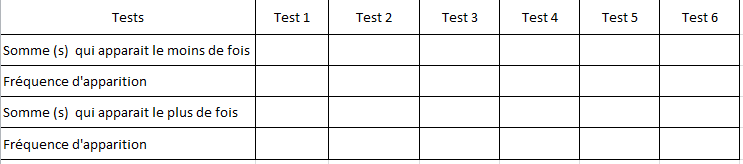 Tests Test 1 Test 2 Test 3 Test 4 Test 5 Test 6
Somme (s) qui apparait le moins de fois
Fréquence d'apparition
Somme (s) qui apparait le plus de fois
Fréquence d'apparition